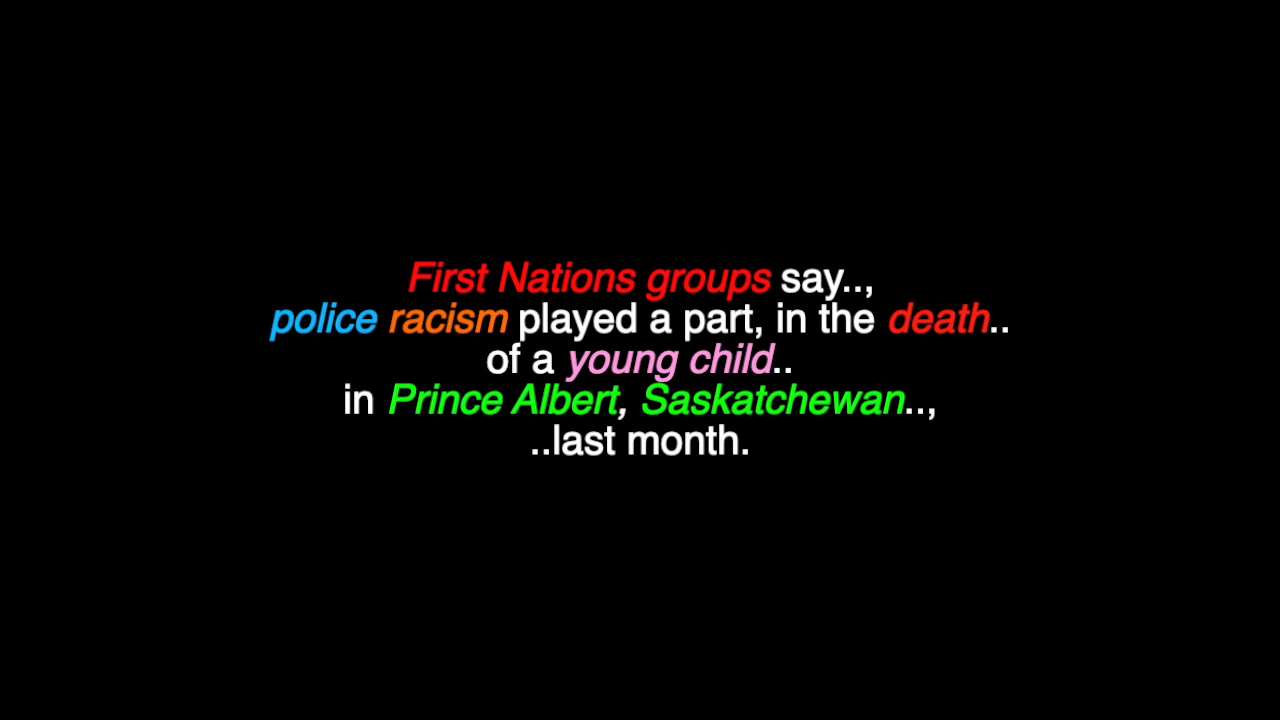 First Nations groups say..,
police racism played a part, in the death..
of a young child..
in Prince Albert, Saskatchewan..,
..last month.